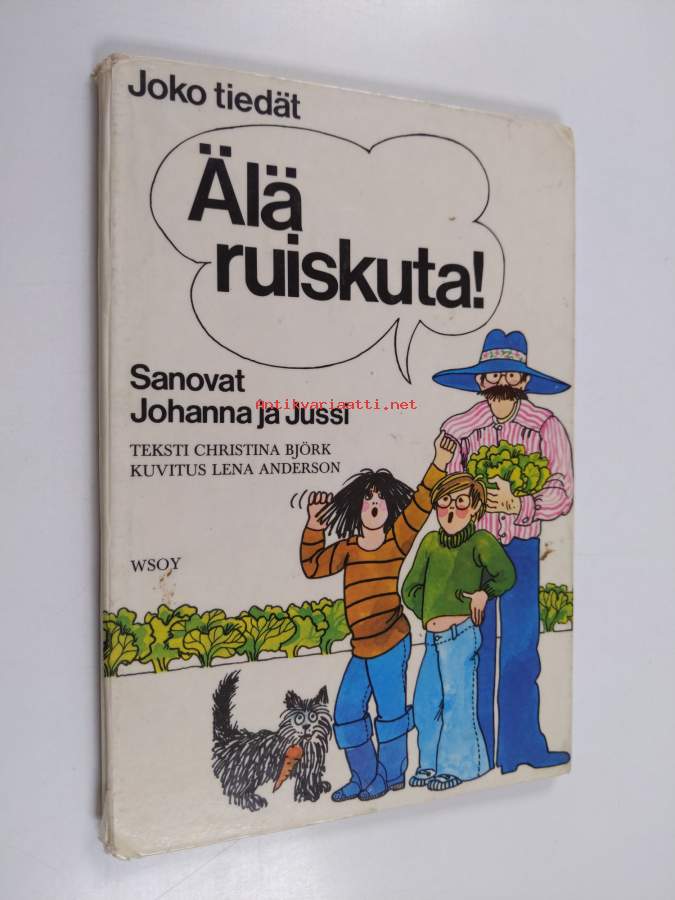 Joko tiedät
Älä
ruiskuta!
Sanovat
Johanna ja Jussi
Antikvariaatti.net
TEKSTI CHRISTINA BJÖRK
KUVITUS LENA ANDERSON
WSOY